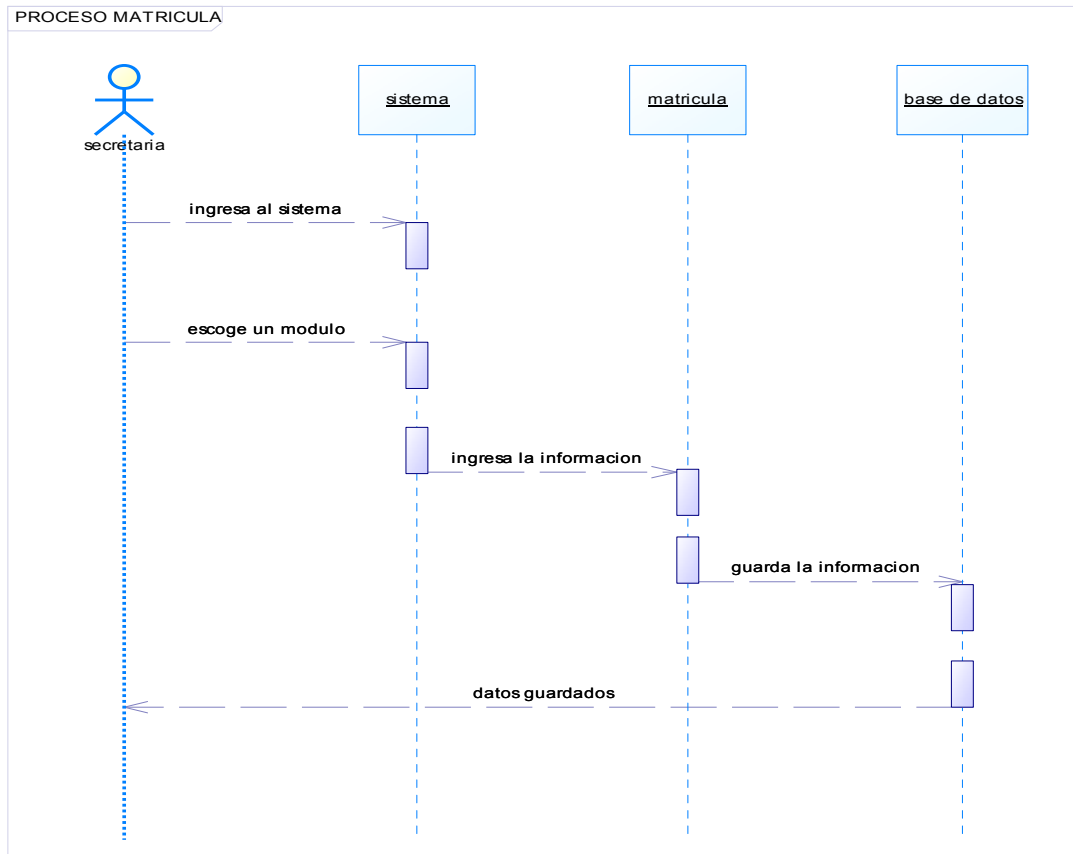 PROCESO MATRICULA
secretaria
sistema
matricula
base de datos
ingresa al sistema
escoge un modulo
ingresa la informacion
guarda la informacion
datos guardados